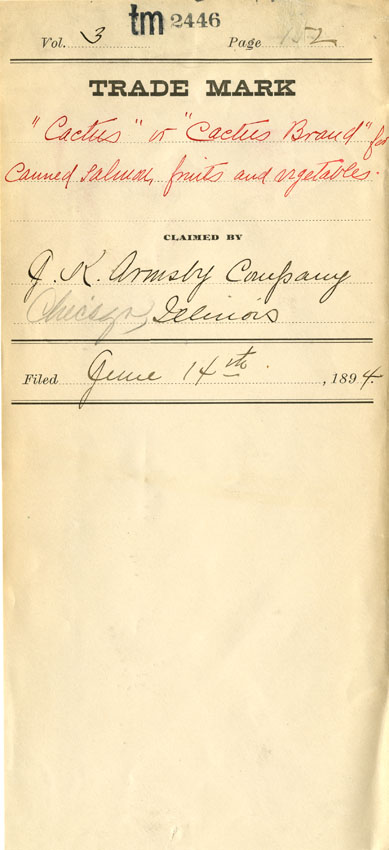 tm 2446
Vol. 3 Page 152
TRADE MARK
"Cactus" or "Cactus Brand" for
canned salmon, fruits and vegetables.
CLAIMED BY
J. K. Armsby Company
Chicago, Illinois
Filed June 14th , 1894.